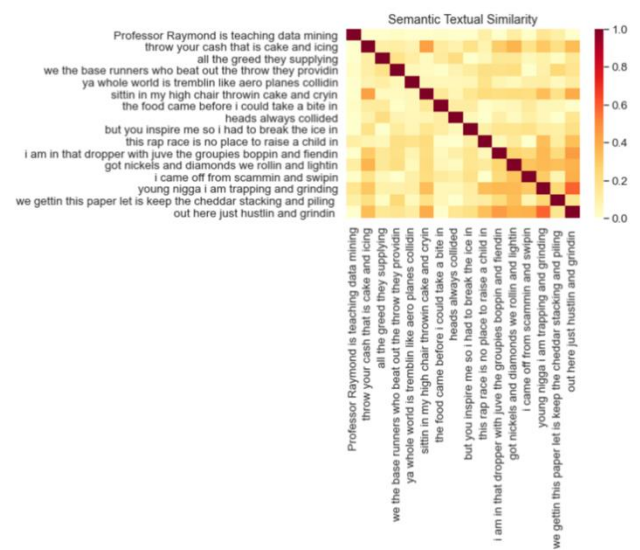 Semantic Textual Similarity
Professor Raymond is teaching data mining
throw your cash that is cake and icing
all the greed they supplying
we the base runners who beat out the throw they providin
ya whole world is tremblin like aero planes collidin
sittin in my high chair throwin cake and cryin
the food came before i could take a bite in
heads always collided
but you inspire me so i had to break the ice in
this rap race is no place to raise a child in
i am in that dropper with juve the groupies boppin and fiendin
got nickels and diamonds we rollin and lightin
i came off from scammin and swipin
young nigga i am trapping and grinding
we gettin this paper let is keep the cheddar stacking and piling
out here just hustlin and grindin
1.0
0.8
0.6
0.4
0.2
0.0
Professor Raymond is teaching data mining
throw your cash that is cake and icing
all the greed they supplying
we the base runners who beat out the throw they providin
ya whole world is tremblin like aero planes collidin
sittin in my high chair throwin cake and cryin
the food came before i could take a bite in
heads always collided
but you inspire me so i had to break the ice in
this rap race is no place to raise a child in
i am in that dropper with juve the groupies boppin and fiendin
got nickels and diamonds we rollin and lightin
i came off from scammin and swipin
young nigga i am trapping and grinding
we gettin this paper let is keep the cheddar stacking and piling
out here just hustlin and grindin